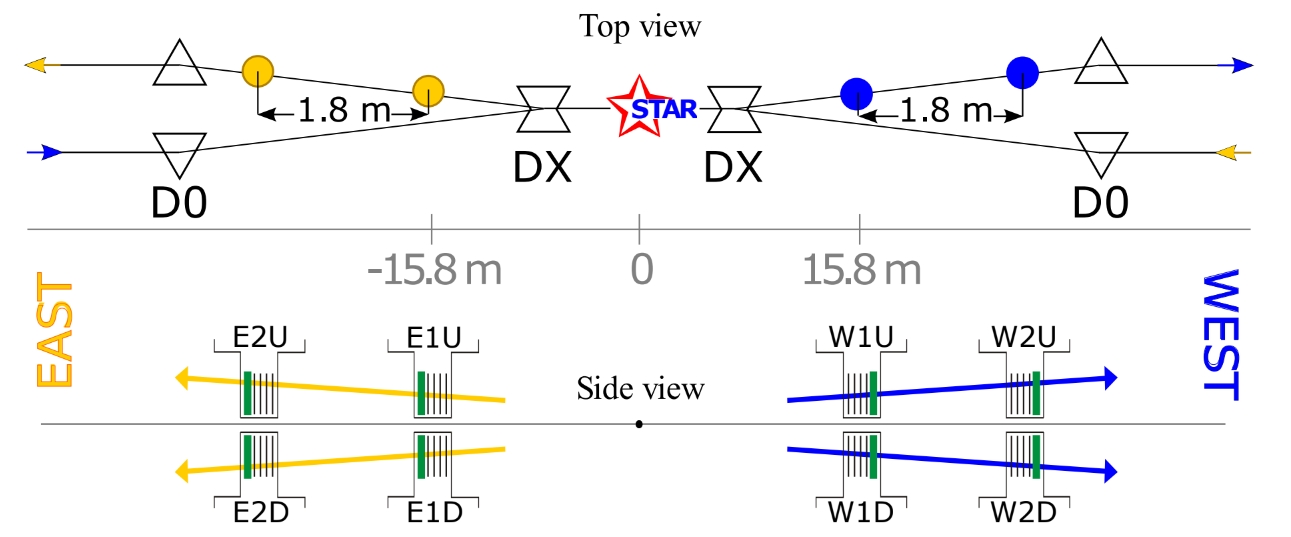 Top view
1.8 m
STAR
1.8 m
DX
DX
D0
D0
-15.8 m
0
15.8 m
EAST
WEST
E2U
E1U
W1U
W2U
Side view
E2D
E1D
W1D
W2D